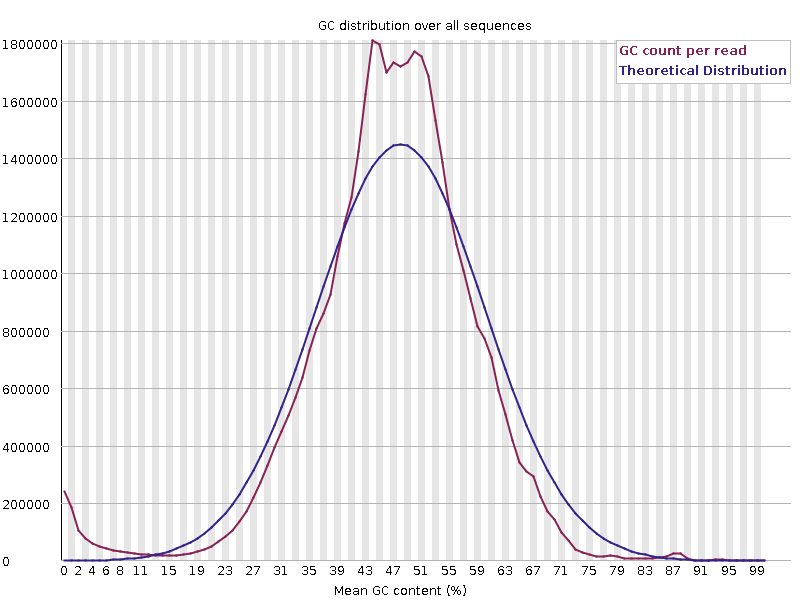 GC distribution over all sequences
GC count per read
Theoretical Distribution
1800000
1600000
1400000
1200000
1000000
800000
600000
400000
200000
0
0 2 4 6 8 11 15 19 23 27 31 35 39 43 47 51 55 59 63 67 71 75 79 83 87 91 95 99
Mean GC content (%)